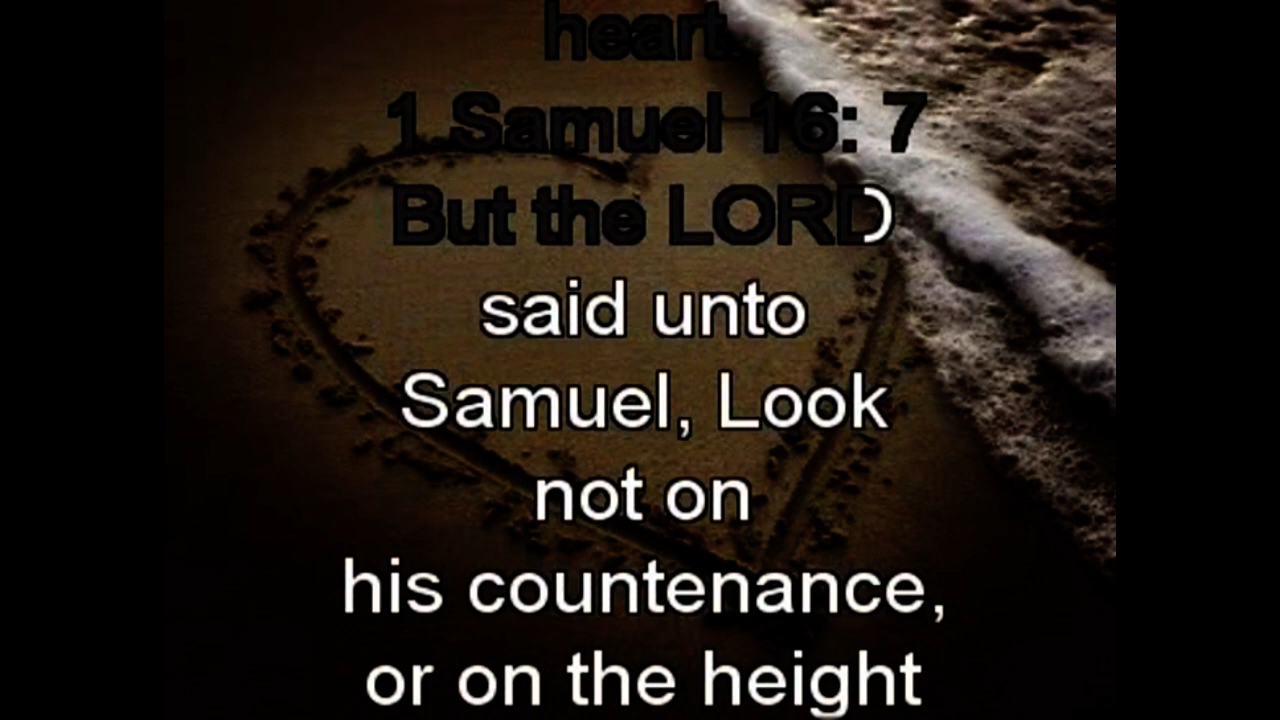 heart.
1 Samuel 16: 7
But the LORD
said unto
Samuel, Look
not on
his countenance,
or on the height